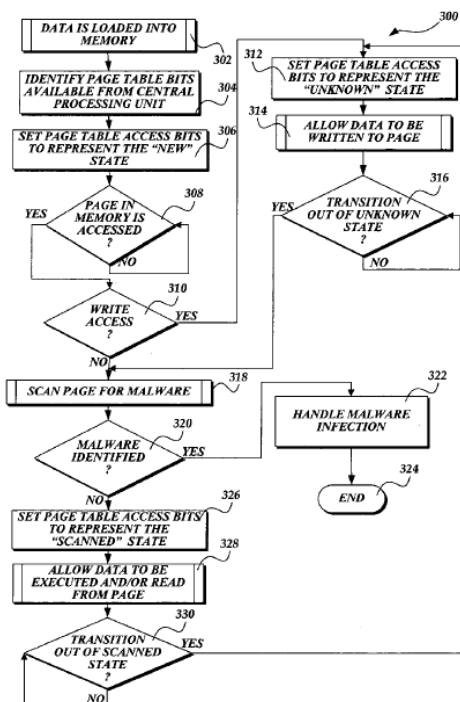 300
DATA IS LOADED INTO
MEMORY
302
IDENTIFY PAGE TABLE BITS
AVAILABLE FROM CENTRAL
PROCESSING UNIT
304
SET PAGE TABLE ACCESS BITS
TO REPRESENT THE "NEW"
STATE
306
308
YES
PAGE IN
MEMORY IS
ACCESSED
?
NO
310
WRITE
ACCESS
?
YES
NO
312
SET PAGE TABLE ACCESS
BITS TO REPRESENT THE
"UNKNOWN" STATE
314
ALLOW DATA TO BE
WRITTEN TO PAGE
316
YES
TRANSITION
OUT OF UNKNOWN
STATE
?
NO
SCAN PAGE FOR MALWARE
318
320
MALWARE
IDENTIFIED
?
YES
NO
322
HANDLE MALWARE
INFECTION
324
END
326
SET PAGE TABLE ACCESS BITS
TO REPRESENT THE
"SCANNED" STATE
328
ALLOW DATA TO BE
EXECUTED AND/OR READ
FROM PAGE
330
TRANSITION
OUT OF SCANNED
STATE
?
YES
NO